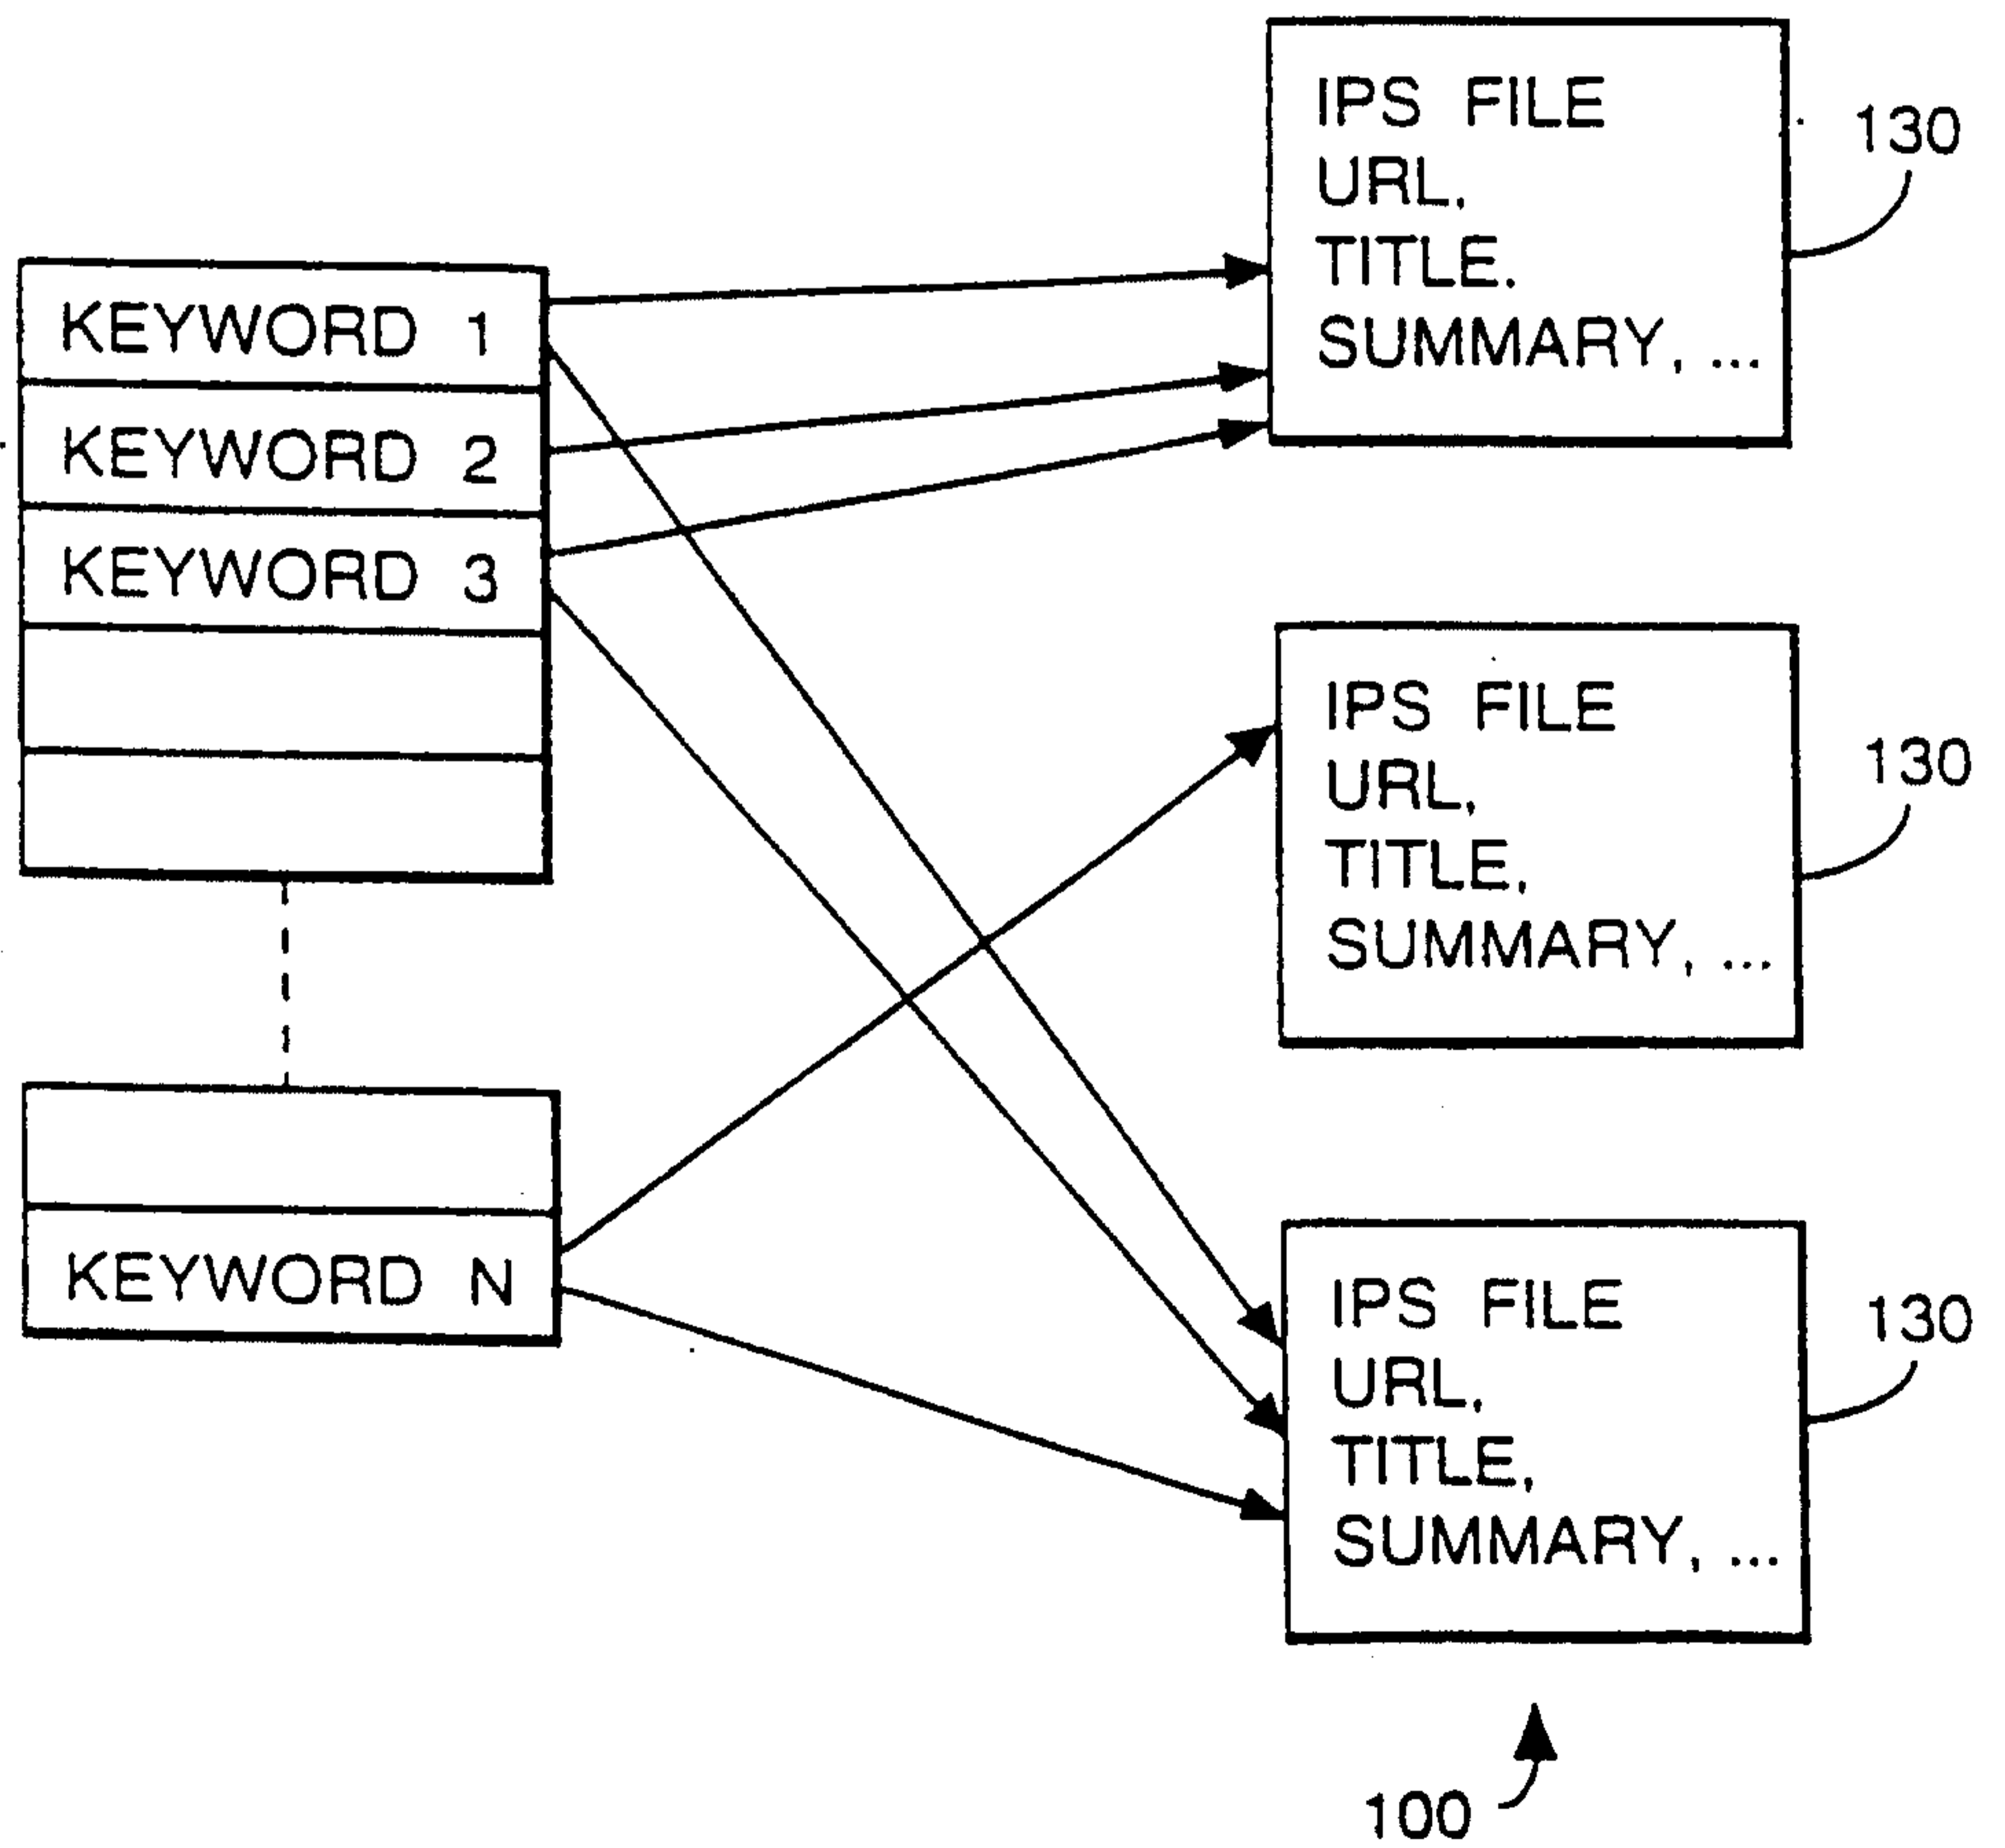 KEYWORD 1
KEYWORD 2
KEYWORD 3
KEYWORD N
IPS FILE
URL,
TITLE.
SUMMARY, ...
130
IPS FILE
URL,
TITLE,
SUMMARY, ...
130
IPS FILE
URL,
TITLE,
SUMMARY, ...
130
100